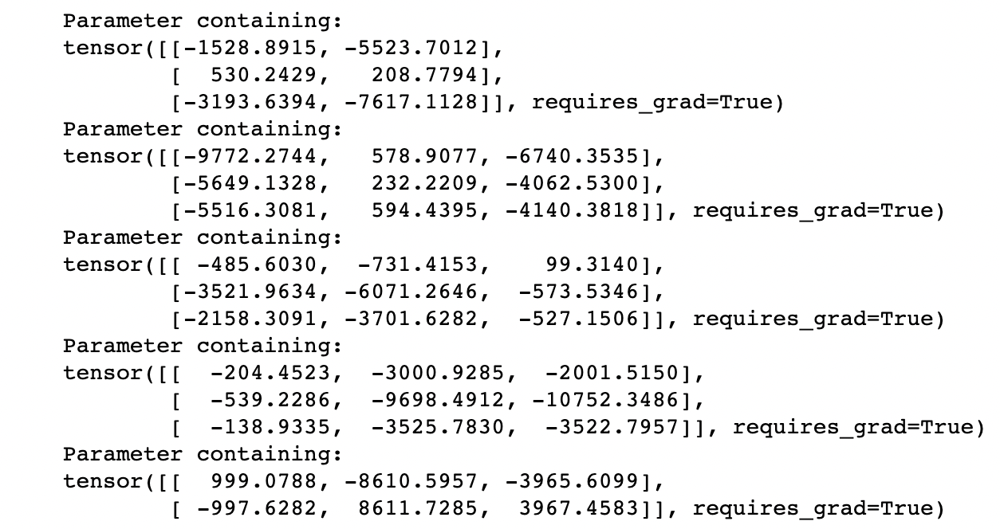 Parameter containing:
tensor([[-1528.8915, -5523.7012],
        [  530.2429,   208.7794],
        [-3193.6394, -7617.1128]], requires_grad=True)
Parameter containing:
tensor([[-9772.2744,   578.9077, -6740.3535],
        [-5649.1328,   232.2209, -4062.5300],
        [-5516.3081,   594.4395, -4140.3818]], requires_grad=True)
Parameter containing:
tensor([[ -485.6030,  -731.4153,    99.3140],
        [-3521.9634, -6071.2646,  -573.5346],
        [-2158.3091, -3701.6282,  -527.1506]], requires_grad=True)
Parameter containing:
tensor([[  -204.4523,  -3000.9285,  -2001.5150],
        [  -539.2286,  -9698.4912, -10752.3486],
        [  -138.9335,  -3525.7830,  -3522.7957]], requires_grad=True)
Parameter containing:
tensor([[  999.0788, -8610.5957, -3965.6099],
        [ -997.6282,  8611.7285,  3967.4583]], requires_grad=True)